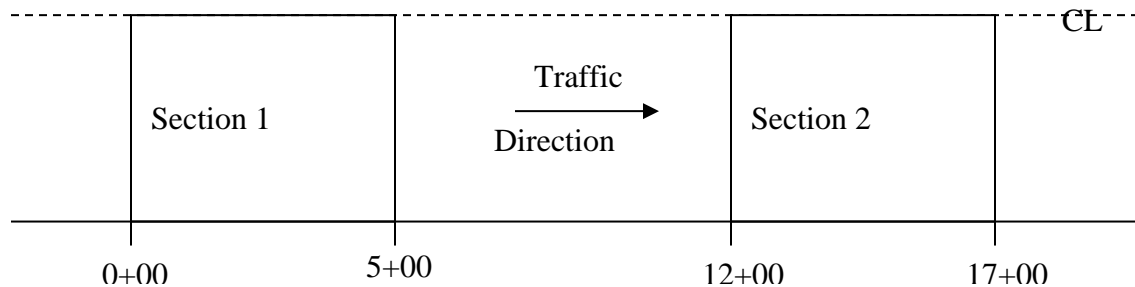 CL
Traffic
Section 1
Section 2
Direction
0+00
5+00
12+00
17+00